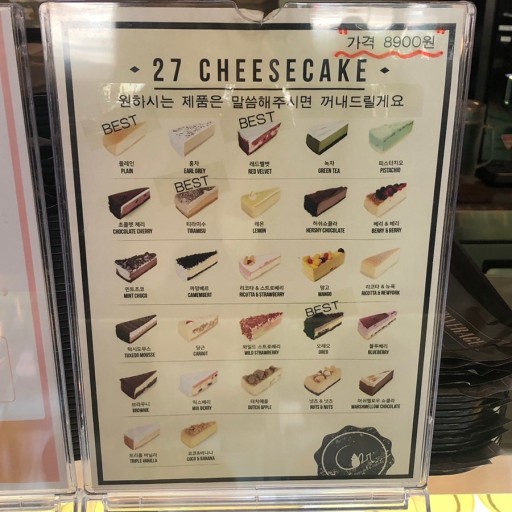 "가격 8900원"
27 CHEESECAKE
원하시는 제품은 말씀해주시면 꺼내드릴게요
BEST
BEST
플레인
홍차
레드벨벳
녹차
피스타치오
PLAIN
EARL GREY
RED VELVET
GREEN TEA
PISTACHIO
BEST
초콜렛 체리
티라미수
레몬
허쉬쇼콜라
베리 & 베리
CHOCOLATE CHERRY
TIRAMISU
LEMON
HERSHY CHOCOLATE
BERRY & BERRY
민트초코
까망베르
리코타 & 스트로베리
망고
리코타 & 뉴욕
MINT CHOCO
CAMEMBERT
RICOTTA & STRAWBERRY
MANGO
RICOTTA & NEWYORK
BEST
턱시도무스
당근
와일드 스트로베리
오레오
블루베리
TUXEDO MOUSSE
CARROT
WILD STRAWBERRY
OREO
BLUEBERRY
브라우니
믹스베리
더치애플
넛츠 & 넛츠
마쉬멜로우 쇼콜라
BROWNIE
MIX BERRY
DUTCH APPLE
NUTS & NUTS
MARSHMELLOW CHOCOLATE
트리플 바닐라
코코&바나나
TRIPLE VANILLA
COCO & BANANA